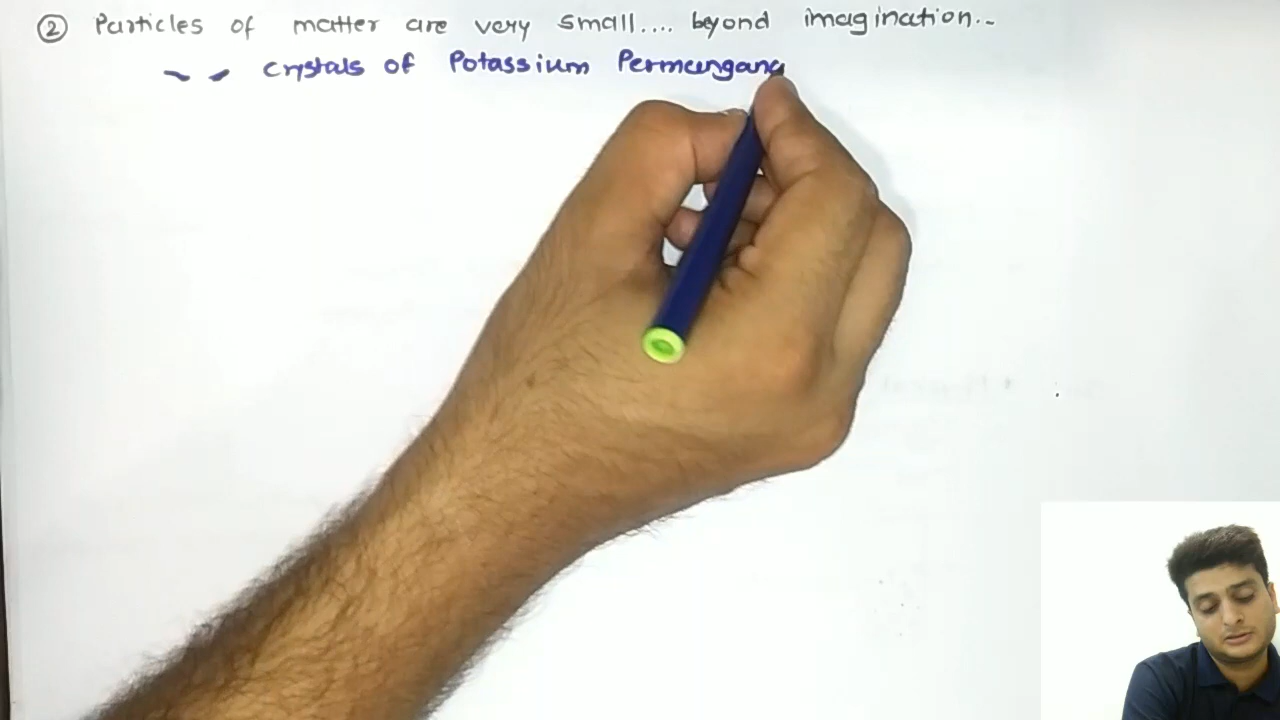 ② Particles of matter are very small.... beyond imagination..
~ ~ crystals of Potassium Permangana